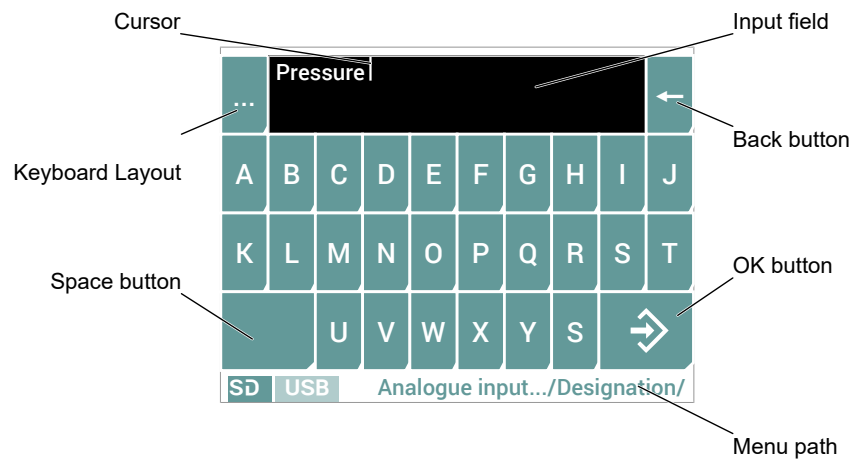 Cursor
Input field
Pressure
...
Back button
Keyboard Layout
A B C D E F G H I J
K L M N O P Q R S T
OK button
Space button
U V W X Y S
SD USB Analogue input.../Designation/
Menu path